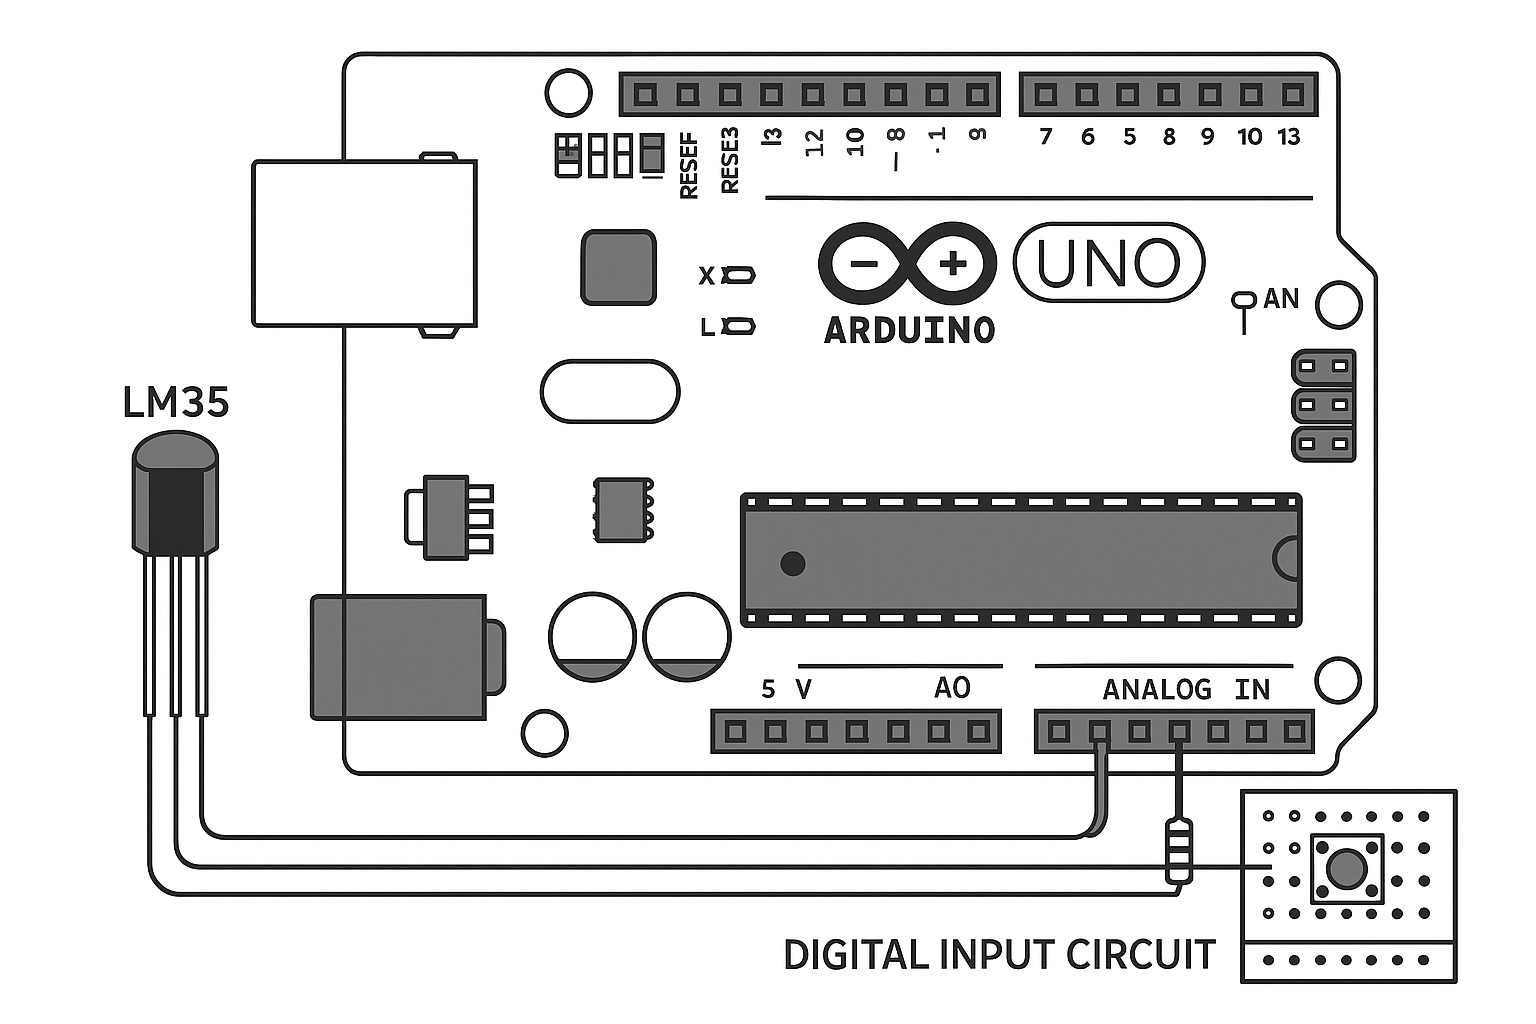 RESEF RESE3 l3 12 10 8 1 9 7 6 5 8 9 10 13
X
L
ARDUINO
UNO
AN
LM35
5 V AO ANALOG IN
DIGITAL INPUT CIRCUIT